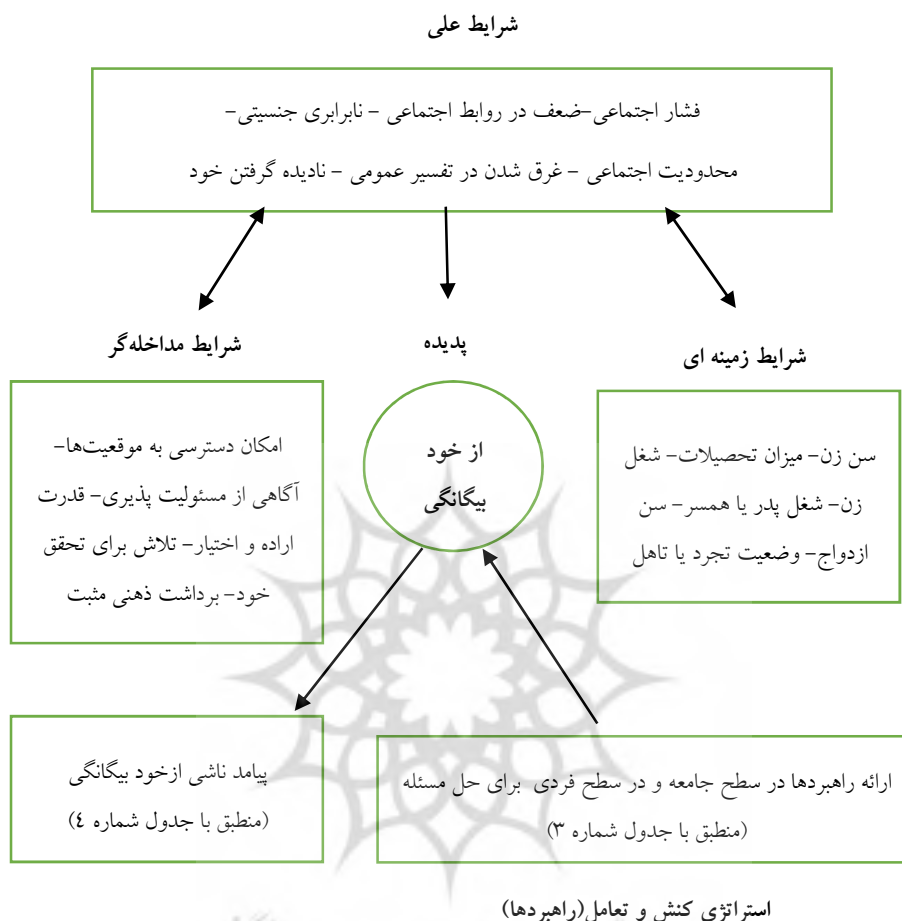 شرایط علی
فشار اجتماعی–ضعف در روابط اجتماعی – نابرابری جنسیتی–
محدودیت اجتماعی – غرق شدن در تفسیر عمومی – نادیده گرفتن خود
شرایط زمینه ای
سن زن– میزان تحصیلات– شغل
زن– شغل پدر یا همسر– سن
ازدواج– وضعیت تجرد یا تاهل
پدیده
از خود
بیگانگی
شرایط مداخله‌گر
امکان دسترسی به موقعیت‌ها–
آگاهی از مسئولیت پذیری– قدرت
اراده و اختیار– تلاش برای تحقق
خود– برداشت ذهنی مثبت
ارائه راهبردها در سطح جامعه و در سطح فردی برای حل مسئله
(منطبق با جدول شماره ۳)
پیامد ناشی ازخود بیگانگی
(منطبق با جدول شماره ٤)
استراتژی کنش و تعامل(راهبردها)